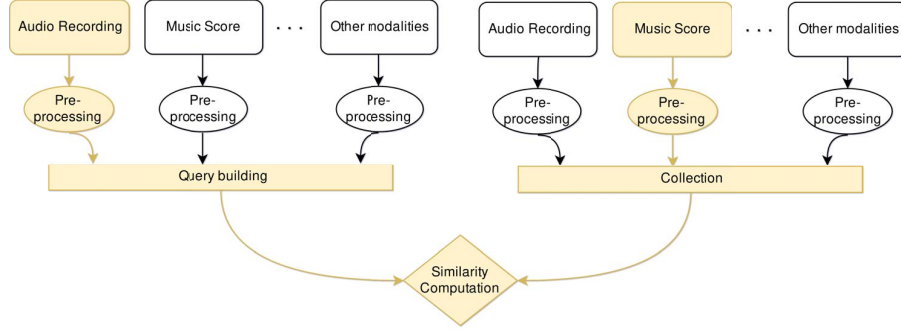 Audio Recording
Music Score
. . .
Other modalities
Audio Recording
Music Score
. . .
Other modalities
Pre-
processing
Pre-
processing
Pre-
processing
Pre-
processing
Pre-
processing
Pre-
processing
Query building
Collection
Similarity
Computation